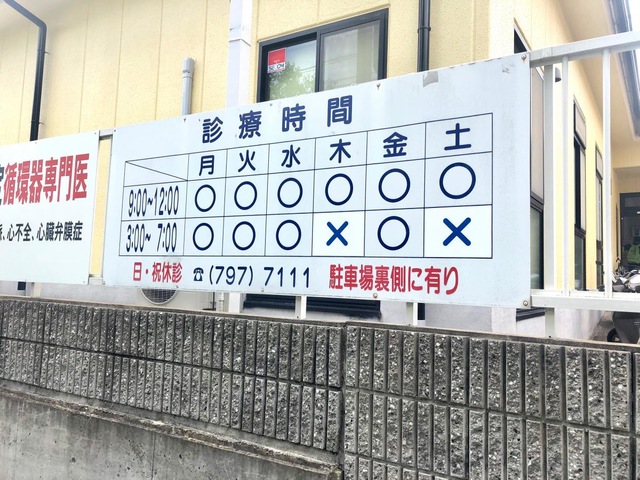 循環器専門医
心不全、心臓弁膜症
診療時間
月 火 水 木 金 土
9:00~12:00 ○ ○ ○ ○ ○ ○
3:00~ 7:00 ○ ○ ○ × ○ ×
日・祝休診 ☎(797)7111 駐車場裏側に有り